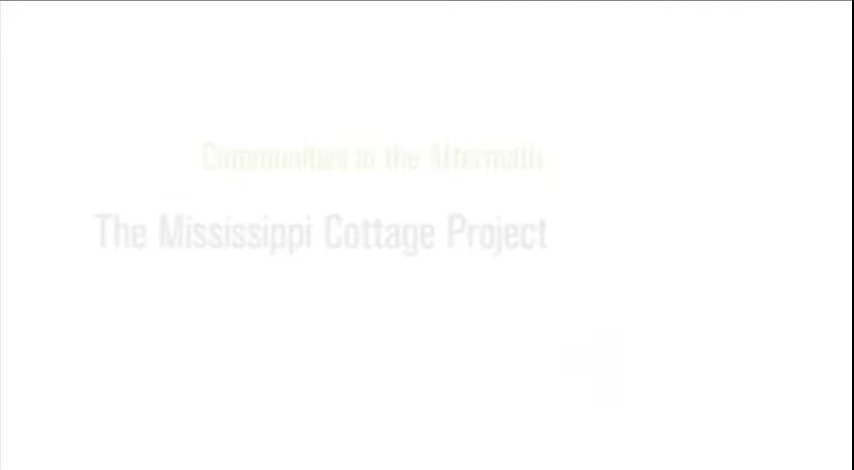 Communities in the Aftermath
The Mississippi Cottage Project